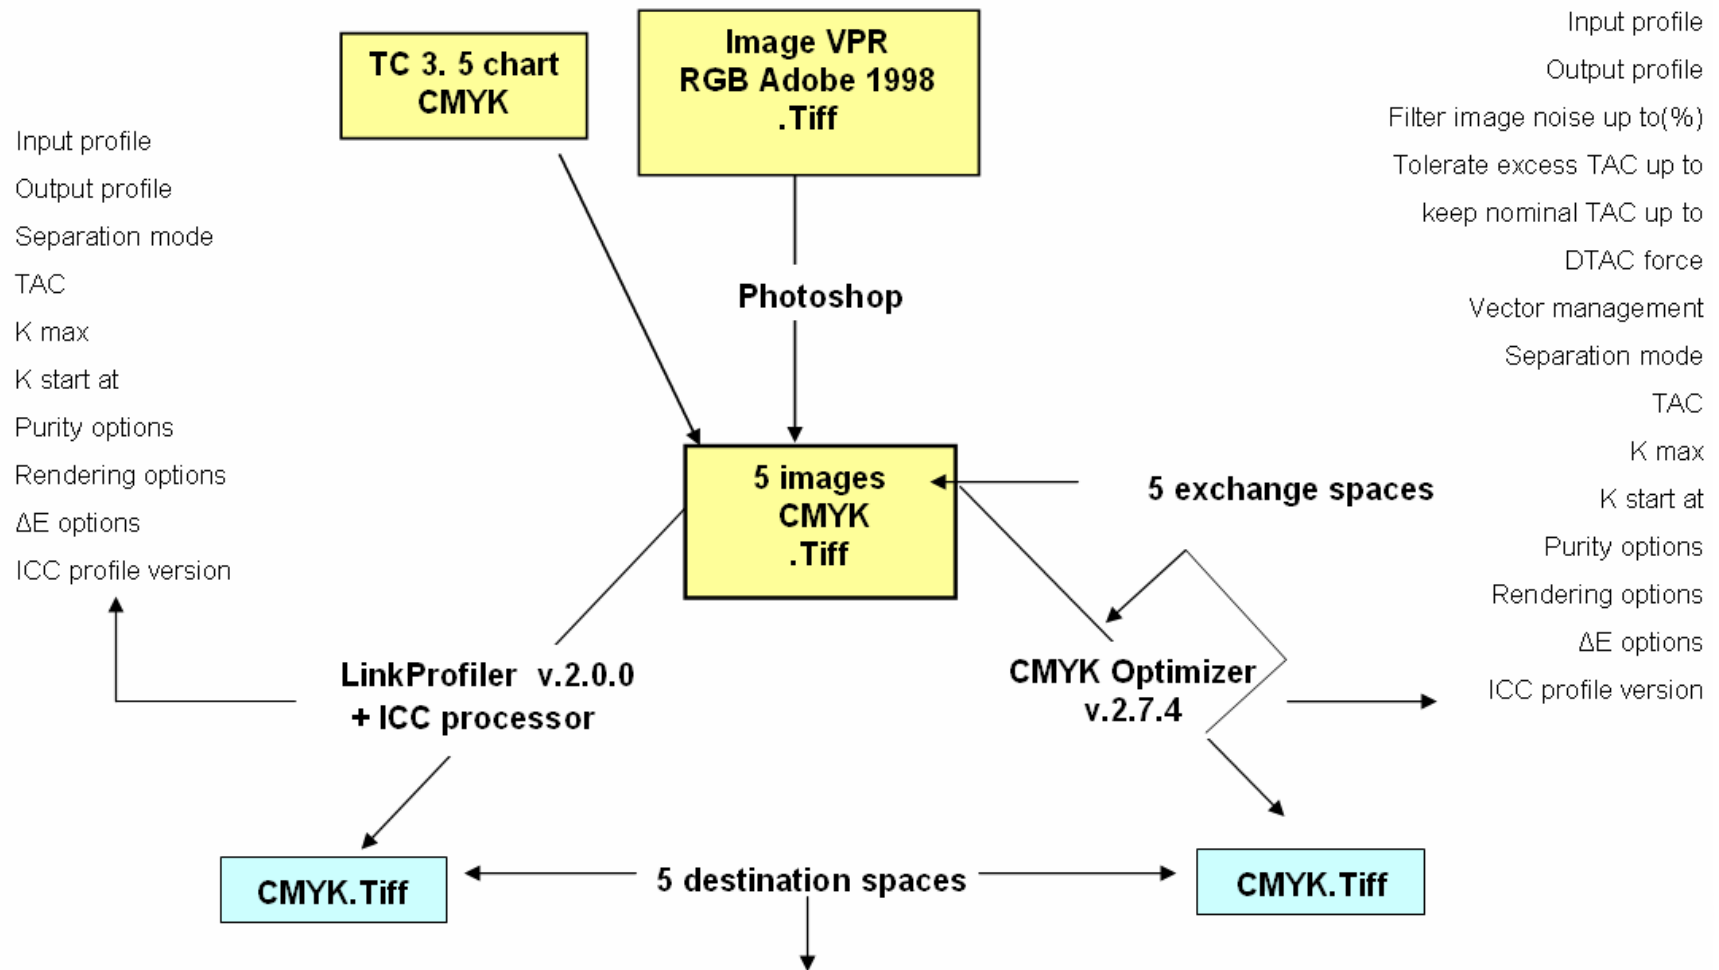 TC 3. 5 chart
CMYK
Image VPR
RGB Adobe 1998
.Tiff
Input profile
Output profile
Separation mode
TAC
K max
K start at
Purity options
Rendering options
ΔE options
ICC profile version
Input profile
Output profile
Filter image noise up to(%)
Tolerate excess TAC up to
keep nominal TAC up to
DTAC force
Vector management
Separation mode
TAC
K max
K start at
Purity options
Rendering options
ΔE options
ICC profile version
Photoshop
5 images
CMYK
.Tiff
5 exchange spaces
LinkProfiler v.2.0.0
+ ICC processor
CMYK Optimizer
v.2.7.4
CMYK.Tiff
5 destination spaces
CMYK.Tiff